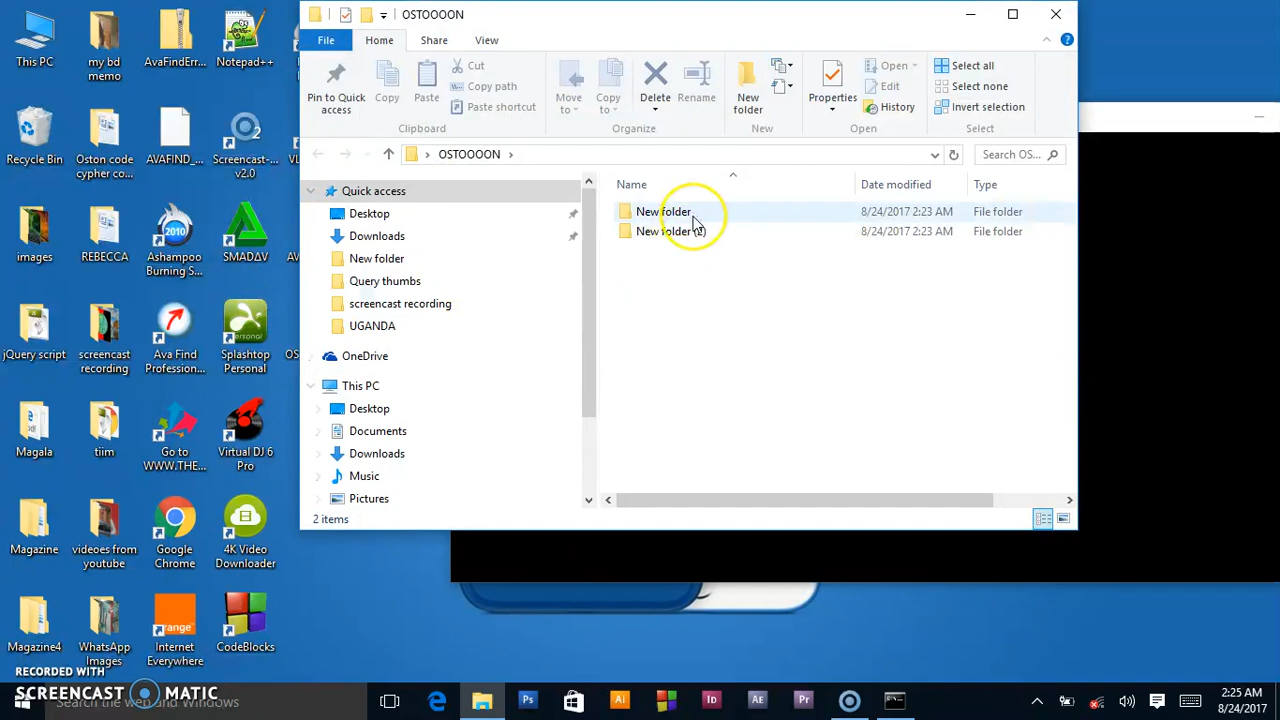 OSTOOOON
File
Home
Share
View
Pin to Quick access
Copy
Paste
Cut
Copy path
Paste shortcut
Clipboard
Move to
Copy to
Delete
Rename
Organize
New folder
New
Properties
Open
Edit
History
Open
Select all
Select none
Invert selection
Select
OSTOOOON
Search OS...
Quick access
Desktop
Downloads
New folder
Query thumbs
screencast recording
UGANDA
OneDrive
This PC
Desktop
Documents
Downloads
Music
Pictures
2 items
Name
Date modified
Type
New folder
8/24/2017 2:23 AM
File folder
New folder
8/24/2017 2:23 AM
File folder
This PC
my bd memo
AvaFindErr...
Notepad++
Recycle Bin
Oston code cypher co...
AVAFIND_...
Screencast-... v2.0
images
REBECCA
Ashampoo Burning S...
SMADΔV
jQuery script
screencast recording
Ava Find Profession...
Splashtop Personal
Magala
tiim
Go to WWW.THE...
Virtual DJ 6 Pro
Magazine
videoes from youtube
Google Chrome
4K Video Downloader
Magazine4
WhatsApp Images
Internet Everywhere
CodeBlocks
RECORDED WITH
SCREENCAST MATIC
Search the web and Windows
2:25 AM
8/24/2017